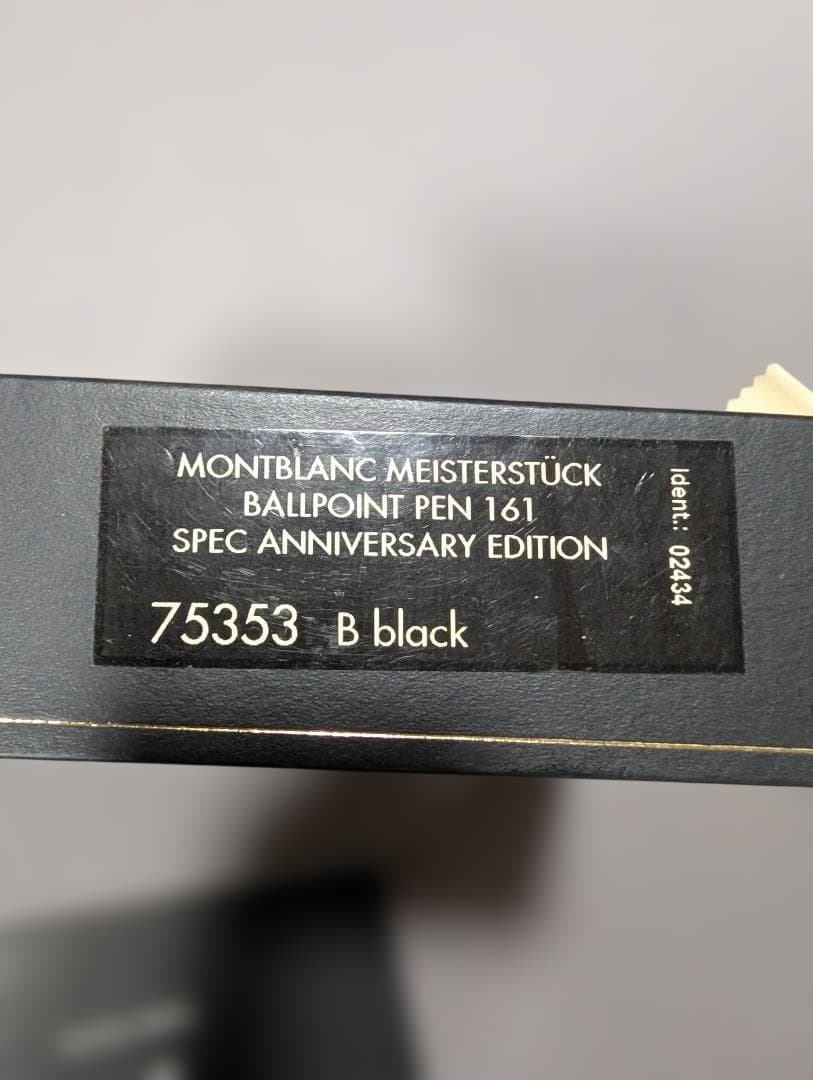 MONTBLANC MEISTERSTÜCK
BALLPOINT PEN 161
SPEC ANNIVERSARY EDITION
75353 B black
Ident.: 02434